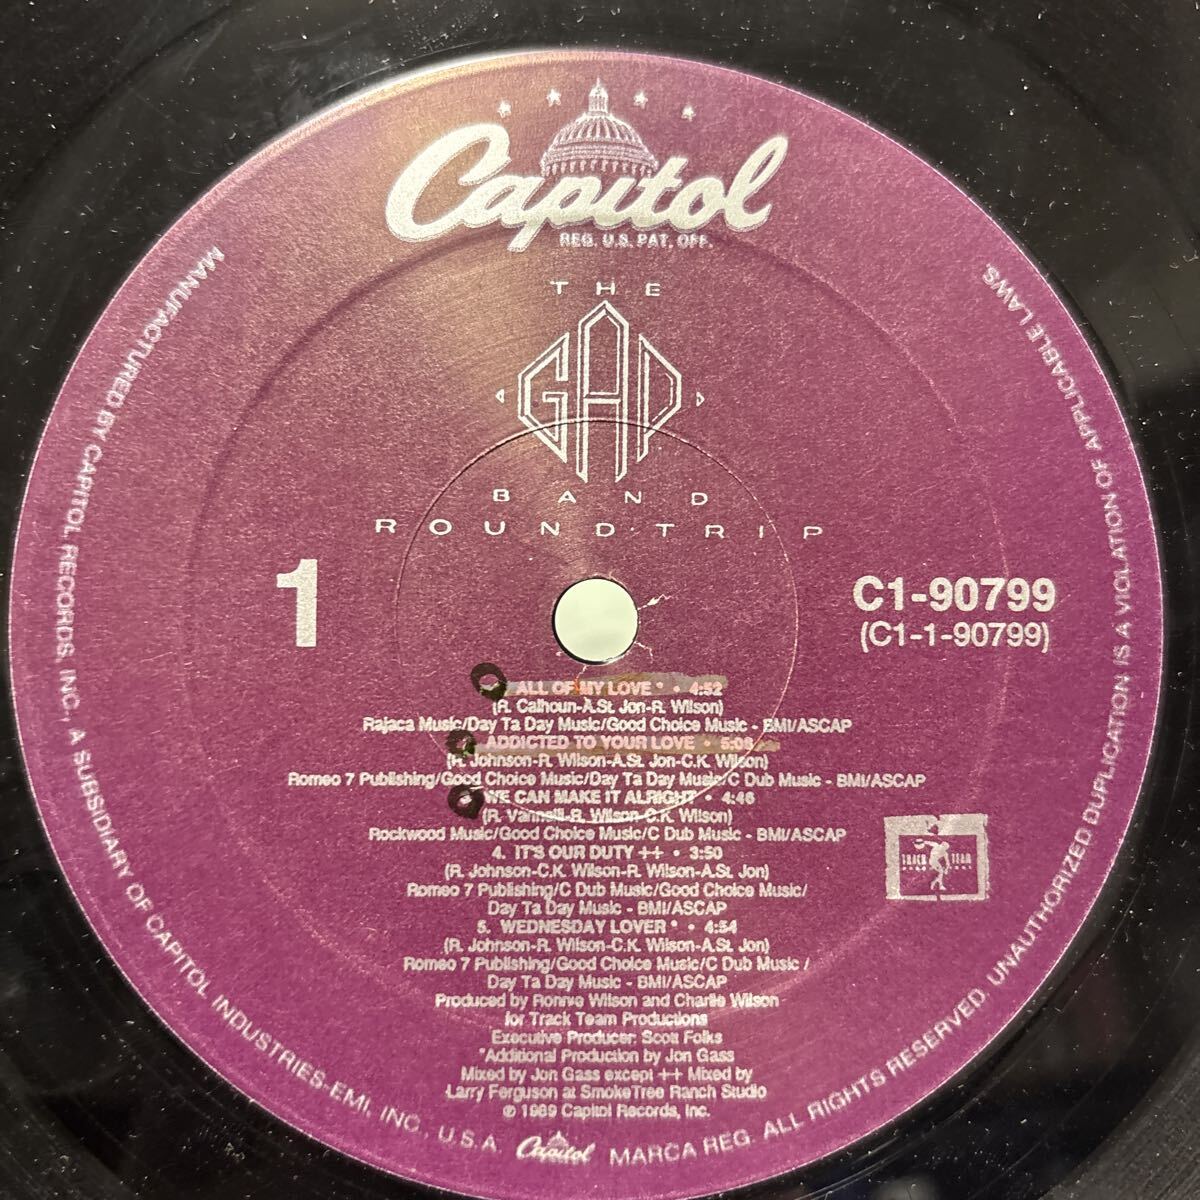 Capitol
REG. U.S. PAT. OFF.
THE
GAP
BAND
ROUND·TRIP
1
C1-90799
(C1-1-90799)
ALL OF MY LOVE * • 4:52
(R. Calhoun-A.St. Jon-R. Wilson)
Rajaca Music/Day Ta Day Music/Good Choice Music - BMI/ASCAP
ADDICTED TO YOUR LOVE • 5:08
(R. Johnson-R. Wilson-A.St. Jon-C.K. Wilson)
Romeo 7 Publishing/Good Choice Music/Day Ta Day Music/C Dub Music - BMI/ASCAP
WE CAN MAKE IT ALRIGHT • 4:46
(R. Vannelli-R. Wilson-C.K. Wilson)
Rockwood Music/Good Choice Music/C Dub Music - BMI/ASCAP
4. IT'S OUR DUTY ++ • 3:50
(R. Johnson-C.K. Wilson-R. Wilson-A.St. Jon)
Romeo 7 Publishing/C Dub Music/Good Choice Music/
Day Ta Day Music - BMI/ASCAP
5. WEDNESDAY LOVER * • 4:54
(R. Johnson-R. Wilson-C.K. Wilson-A.St. Jon)
Romeo 7 Publishing/Good Choice Music/C Dub Music /
Day Ta Day Music - BMI/ASCAP
Produced by Ronnie Wilson and Charlie Wilson
for Track Team Productions
Executive Producer: Scott Folks
*Additional Production by Jon Gass
Mixed by Jon Gass except ++ Mixed by
Larry Ferguson at SmokeTree Ranch Studio
℗ 1989 Capitol Records, Inc.
TRACK TEAM
MANUFACTURED BY CAPITOL RECORDS, INC., A SUBSIDIARY OF CAPITOL INDUSTRIES-EMI, INC., U.S.A. Capitol MARCA REG. ALL RIGHTS RESERVED. UNAUTHORIZED DUPLICATION IS A VIOLATION OF APPLICABLE LAWS.